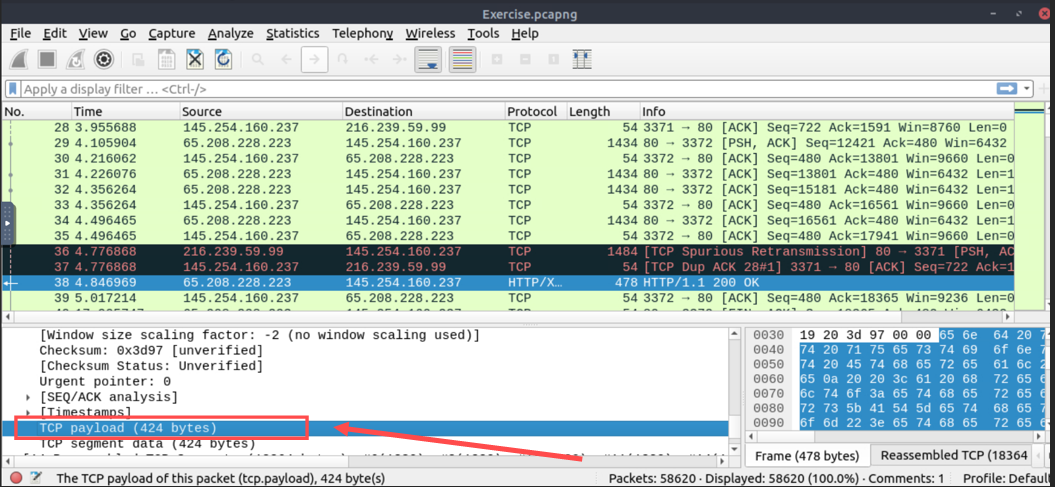 Exercise.pcapng
File Edit View Go Capture Analyze Statistics Telephony Wireless Tools Help
Apply a display filter … <Ctrl-/>
No. Time Source Destination Protocol Length Info
28 3.955688 145.254.160.237 216.239.59.99 TCP 54 3371 → 80 [ACK] Seq=722 Ack=1591 Win=8760 Len=0
29 4.105904 65.208.228.223 145.254.160.237 TCP 1434 80 → 3372 [PSH, ACK] Seq=12421 Ack=480 Win=6432
30 4.216062 145.254.160.237 65.208.228.223 TCP 54 3372 → 80 [ACK] Seq=480 Ack=13801 Win=9660 Len=0
31 4.226076 65.208.228.223 145.254.160.237 TCP 1434 80 → 3372 [ACK] Seq=13801 Ack=480 Win=6432 Len=1
32 4.356264 65.208.228.223 145.254.160.237 TCP 1434 80 → 3372 [ACK] Seq=15181 Ack=480 Win=6432 Len=1
33 4.356264 145.254.160.237 65.208.228.223 TCP 54 3372 → 80 [ACK] Seq=480 Ack=16561 Win=9660 Len=0
34 4.496465 65.208.228.223 145.254.160.237 TCP 1434 80 → 3372 [ACK] Seq=16561 Ack=480 Win=6432 Len=1
35 4.496465 145.254.160.237 65.208.228.223 TCP 54 3372 → 80 [ACK] Seq=480 Ack=17941 Win=9660 Len=0
36 4.776868 216.239.59.99 145.254.160.237 TCP 1484 [TCP Spurious Retransmission] 80 → 3371 [PSH, AC
37 4.776868 145.254.160.237 216.239.59.99 TCP 54 [TCP Dup ACK 28#1] 3371 → 80 [ACK] Seq=722 Ack=1
38 4.846969 65.208.228.223 145.254.160.237 HTTP/X… 478 HTTP/1.1 200 OK
39 5.017214 145.254.160.237 65.208.228.223 TCP 54 3372 → 80 [ACK] Seq=480 Ack=18365 Win=9236 Len=0
[Window size scaling factor: -2 (no window scaling used)]
Checksum: 0x3d97 [unverified]
[Checksum Status: Unverified]
Urgent pointer: 0
[SEQ/ACK analysis]
[Timestamps]
TCP payload (424 bytes)
TCP segment data (424 bytes)
0030 19 20 3d 97 00 00 65 6e 64 20 7
0040 74 20 71 75 65 73 74 69 6f 6e 7
0050 74 20 45 74 68 65 72 65 61 6c 2
0060 65 0a 20 20 3c 61 20 68 72 65 6
0070 6c 74 6f 3a 65 74 68 65 72 65 6
0080 72 73 5b 41 54 5d 65 74 68 65 7
0090 6f 6d 22 3e 65 74 68 65 72 65 6
Frame (478 bytes) Reassembled TCP (18364
The TCP payload of this packet (tcp.payload), 424 byte(s) Packets: 58620 · Displayed: 58620 (100.0%) · Comments: 1 Profile: Defaul